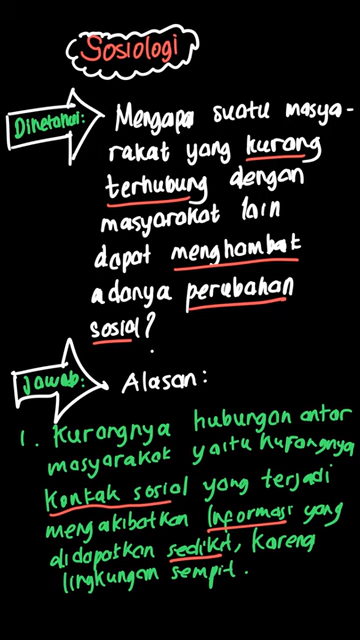 Sosiologi
Diketahui:
Mengapa suatu masya-
rakat yang kurang
terhubung dengan
masyarakat lain
dapat menghambat
adanya perubahan
sosial?
Jawab:
Alasan:
1. Kurangnya hubungan antar
masyarakat yaitu kurangnya
kontak sosial yang terjadi
mengakibatkan informasi yang
didapatkan sedikit, karena
lingkungan sempit.